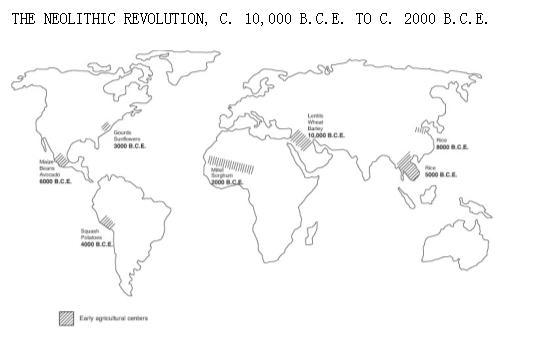 THE NEOLITHIC REVOLUTION, C. 10,000 B.C.E. TO C. 2000 B.C.E.
Lentils
Wheat
Barley
10,000 B.C.E.
Gourds
Sunflowers
3000 B.C.E.
Rice
8000 B.C.E.
Maize
Beans
Avocado
6000 B.C.E.
Millet
Sorghum
2000 B.C.E.
Rice
5000 B.C.E.
Squash
Potatoes
4000 B.C.E.
Early agricultural centers